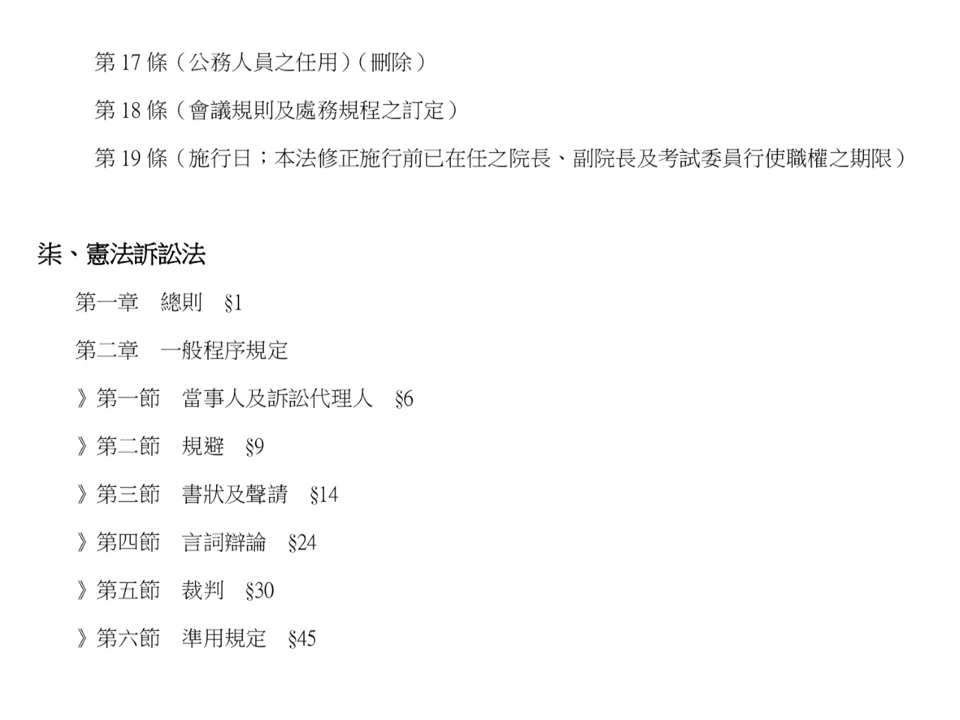 第 17 條（公務人員之任用）（刪除）
第 18 條（會議規則及處務規程之訂定）
第 19 條（施行日；本法修正施行前已在任之院長、副院長及考試委員行使職權之期限）
柒、憲法訴訟法
第一章　總則　§1
第二章　一般程序規定
》第一節　當事人及訴訟代理人　§6
》第二節　規避　§9
》第三節　書狀及聲請　§14
》第四節　言詞辯論　§24
》第五節　裁判　§30
》第六節　準用規定　§45